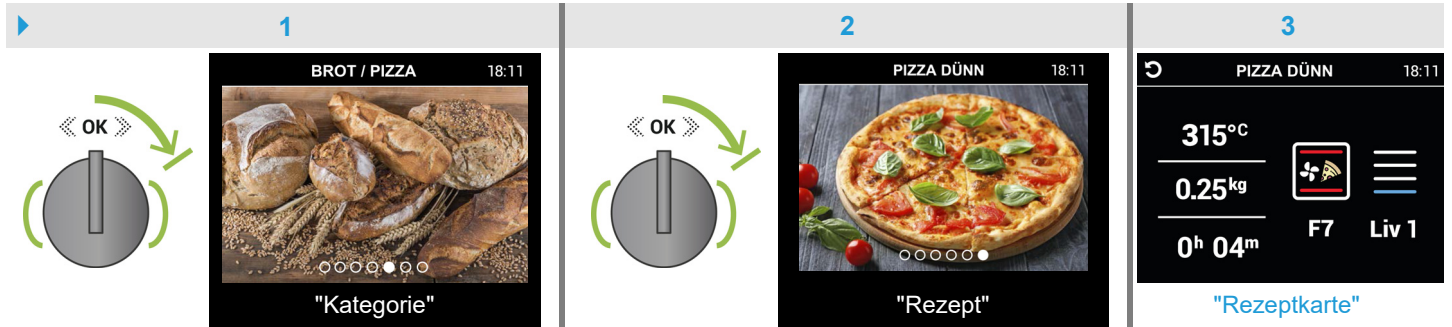 1
« OK »
BROT / PIZZA 18:11
"Kategorie"
2
« OK »
PIZZA DÜNN 18:11
"Rezept"
3
PIZZA DÜNN 18:11
315°C
0.25kg
0h 04m
F7
Liv 1
"Rezeptkarte"